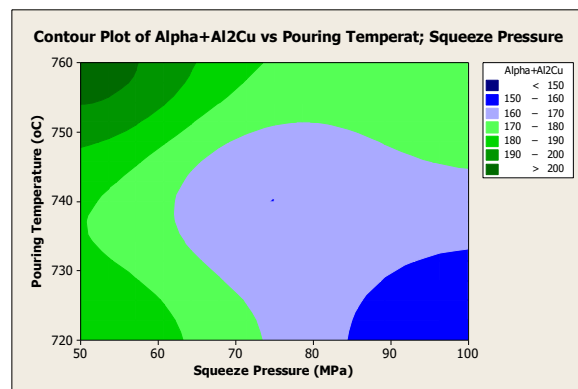 Contour Plot of Alpha+Al2Cu vs Pouring Temperat; Squeeze Pressure
Alpha+Al2Cu
< 150
150 – 160
160 – 170
170 – 180
180 – 190
190 – 200
> 200
Pouring Temperature (oC)
760
750
740
730
720
50 60 70 80 90 100
Squeeze Pressure (MPa)